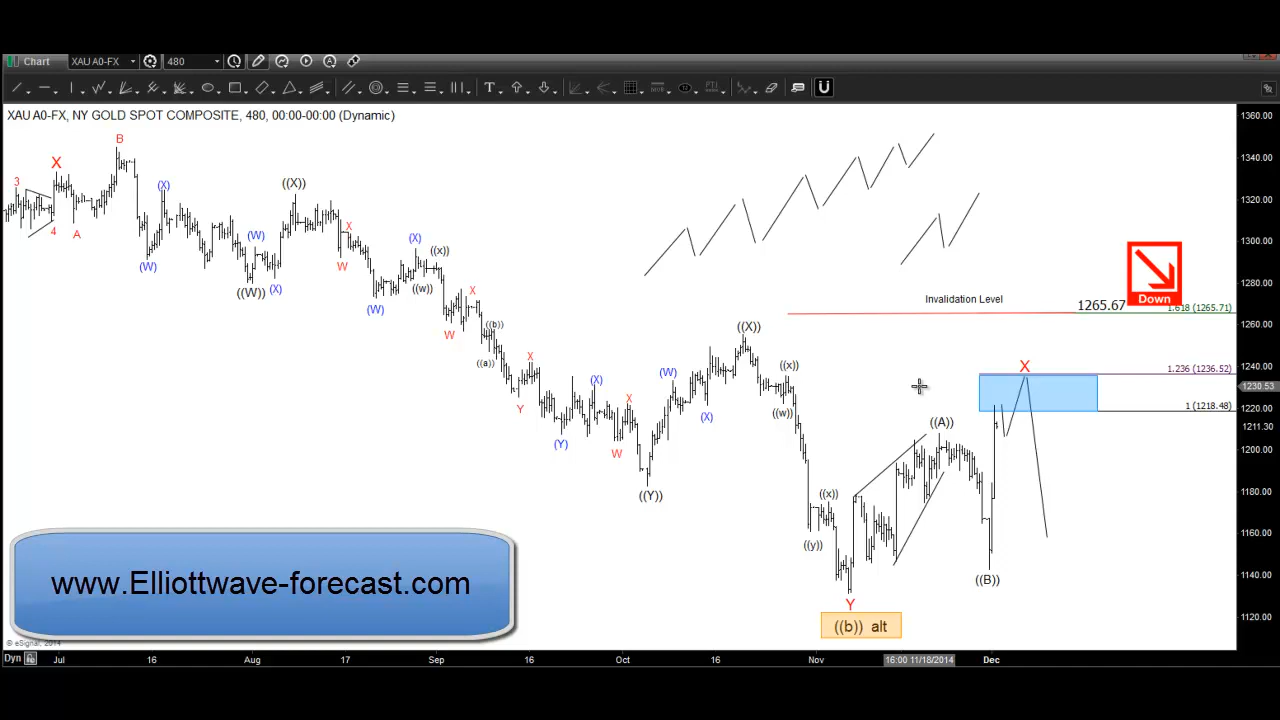 Chart XAU A0-FX 480
XAU A0-FX, NY GOLD SPOT COMPOSITE, 480, 00:00-00:00 (Dynamic)
1360.00
1340.00
1320.00
1300.00
1280.00
1260.00
1240.00
1230.53
1220.00
1211.30
1200.00
1180.00
1160.00
1140.00
1120.00
3
4
X
A
B
(W)
(X)
(W)
((W))
(X)
((X))
X
W
(W)
(X)
((w))
((x))
W
X
((a))
((b))
Y
X
(Y)
(X)
W
X
((Y))
(W)
(X)
((X))
((w))
((x))
((y))
((x))
Y
((b)) alt
((A))
((B))
X
Invalidation Level
1265.67
Down
1.618 (1265.71)
1.236 (1236.52)
1 (1218.48)
www.Elliottwave-forecast.com
© eSignal, 2014
Dyn Jul 16 Aug 17 Sep 16 Oct 16 Nov 16:00 11/18/2014 Dec